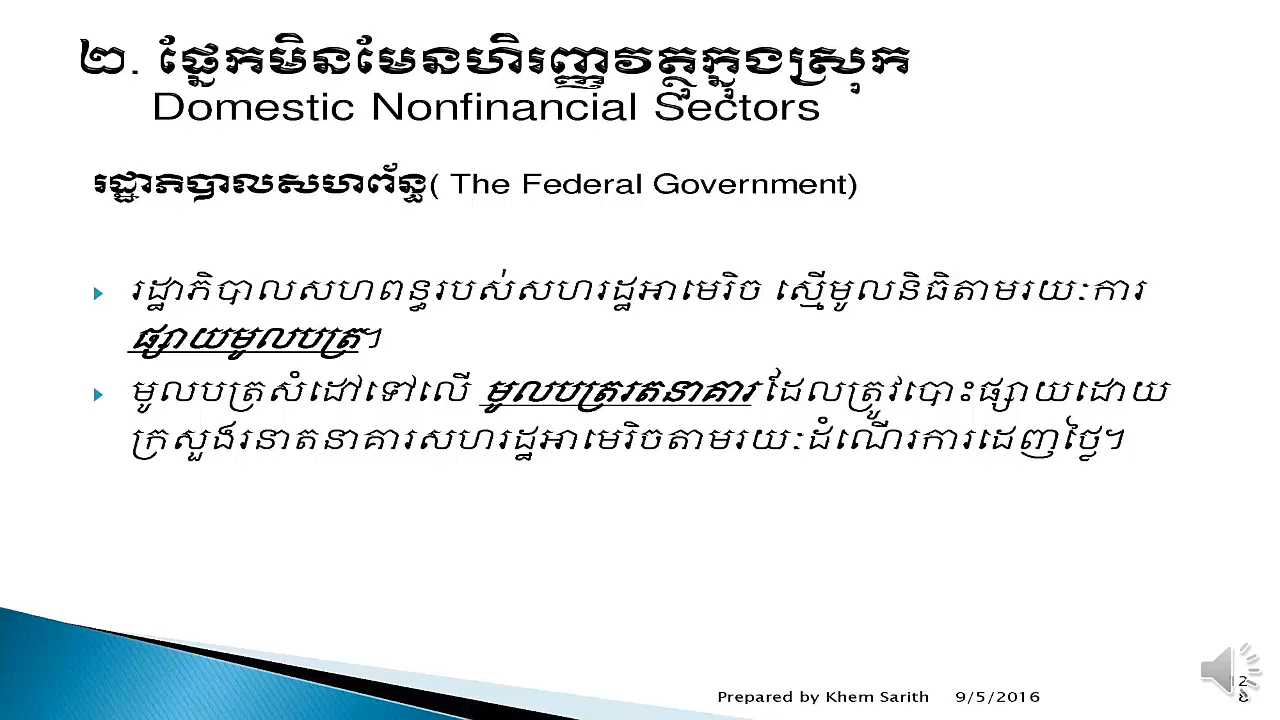 ២. ផ្នែកមិនមែនហិរញ្ញវត្ថុក្នុងស្រុក
Domestic Nonfinancial Sectors
រដ្ឋាភិបាលសហព័ន្ធ( The Federal Government)
រដ្ឋាភិបាលសហពន្ធរបស់សហរដ្ឋអាមេរិច ស្មើមូលនិធិតាមរយៈការ
ផ្សាយមូលបត្រ។
មូលបត្រសំដៅទៅលើ មូលបត្ររតនាគារ ដែលត្រូវបោះផ្សាយដោយ
ក្រសួងរនាតនាគារសហរដ្ឋអាមេរិចតាមរយៈដំណើរការដេញថ្លៃ។
Prepared by Khem Sarith 9/5/2016
12
8